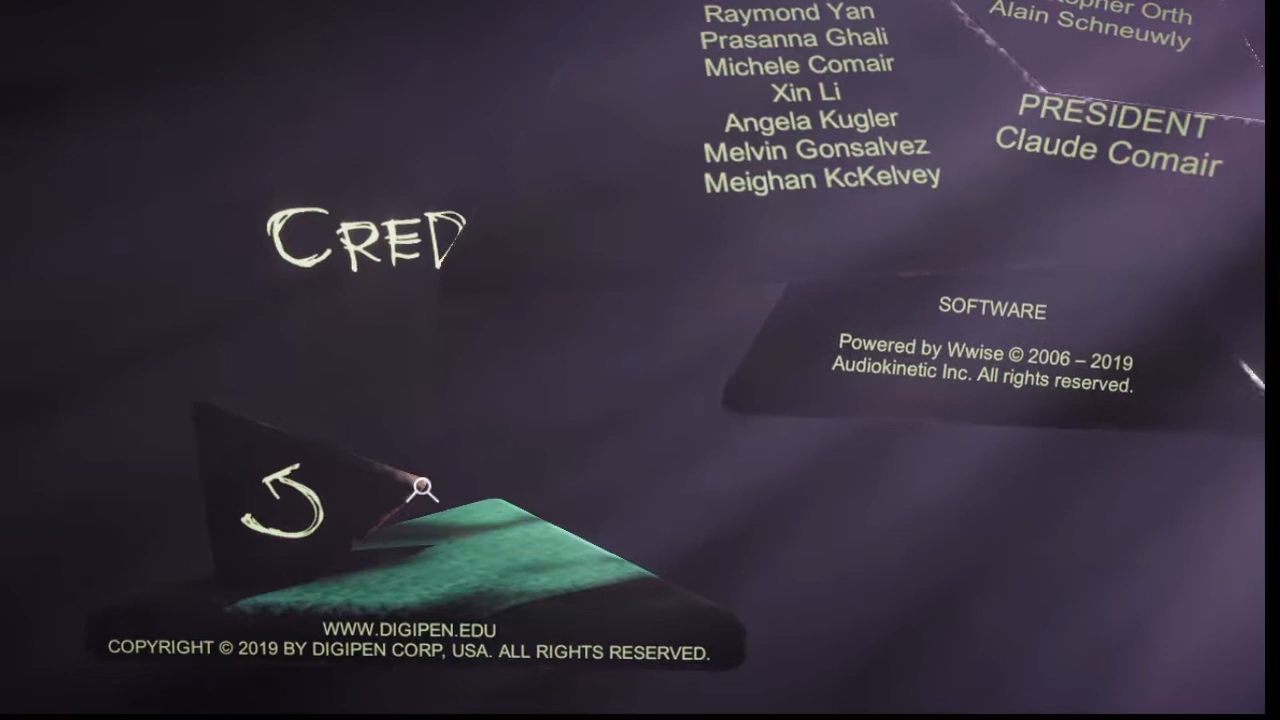 Raymond Yan
Prasanna Ghali
Michele Comair
Xin Li
Angela Kugler
Melvin Gonsalvez
Meighan KcKelvey
Orth
Alain Schneuwly
PRESIDENT
Claude Comair
CRED
SOFTWARE
Powered by Wwise © 2006 – 2019
Audiokinetic Inc. All rights reserved.
WWW.DIGIPEN.EDU
COPYRIGHT © 2019 BY DIGIPEN CORP, USA. ALL RIGHTS RESERVED.